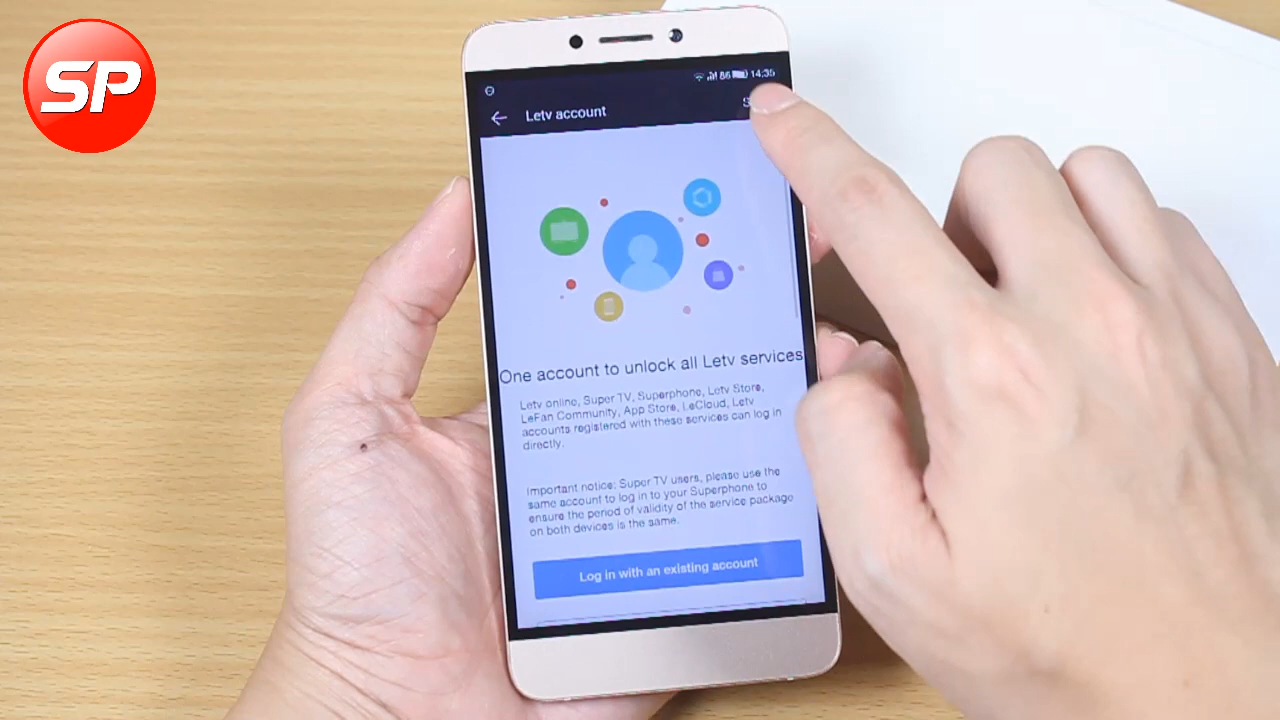 SP
86 14:35
Letv account
One account to unlock all Letv services
Letv online, Super TV, Superphone, Letv Store,
LeFan Community, App Store, LeCloud, Letv
accounts registered with these services can log in
directly.
Important notice: Super TV users, please use the
same account to log in to your Superphone to
ensure the period of validity of the service package
on both devices is the same.
Log in with an existing account